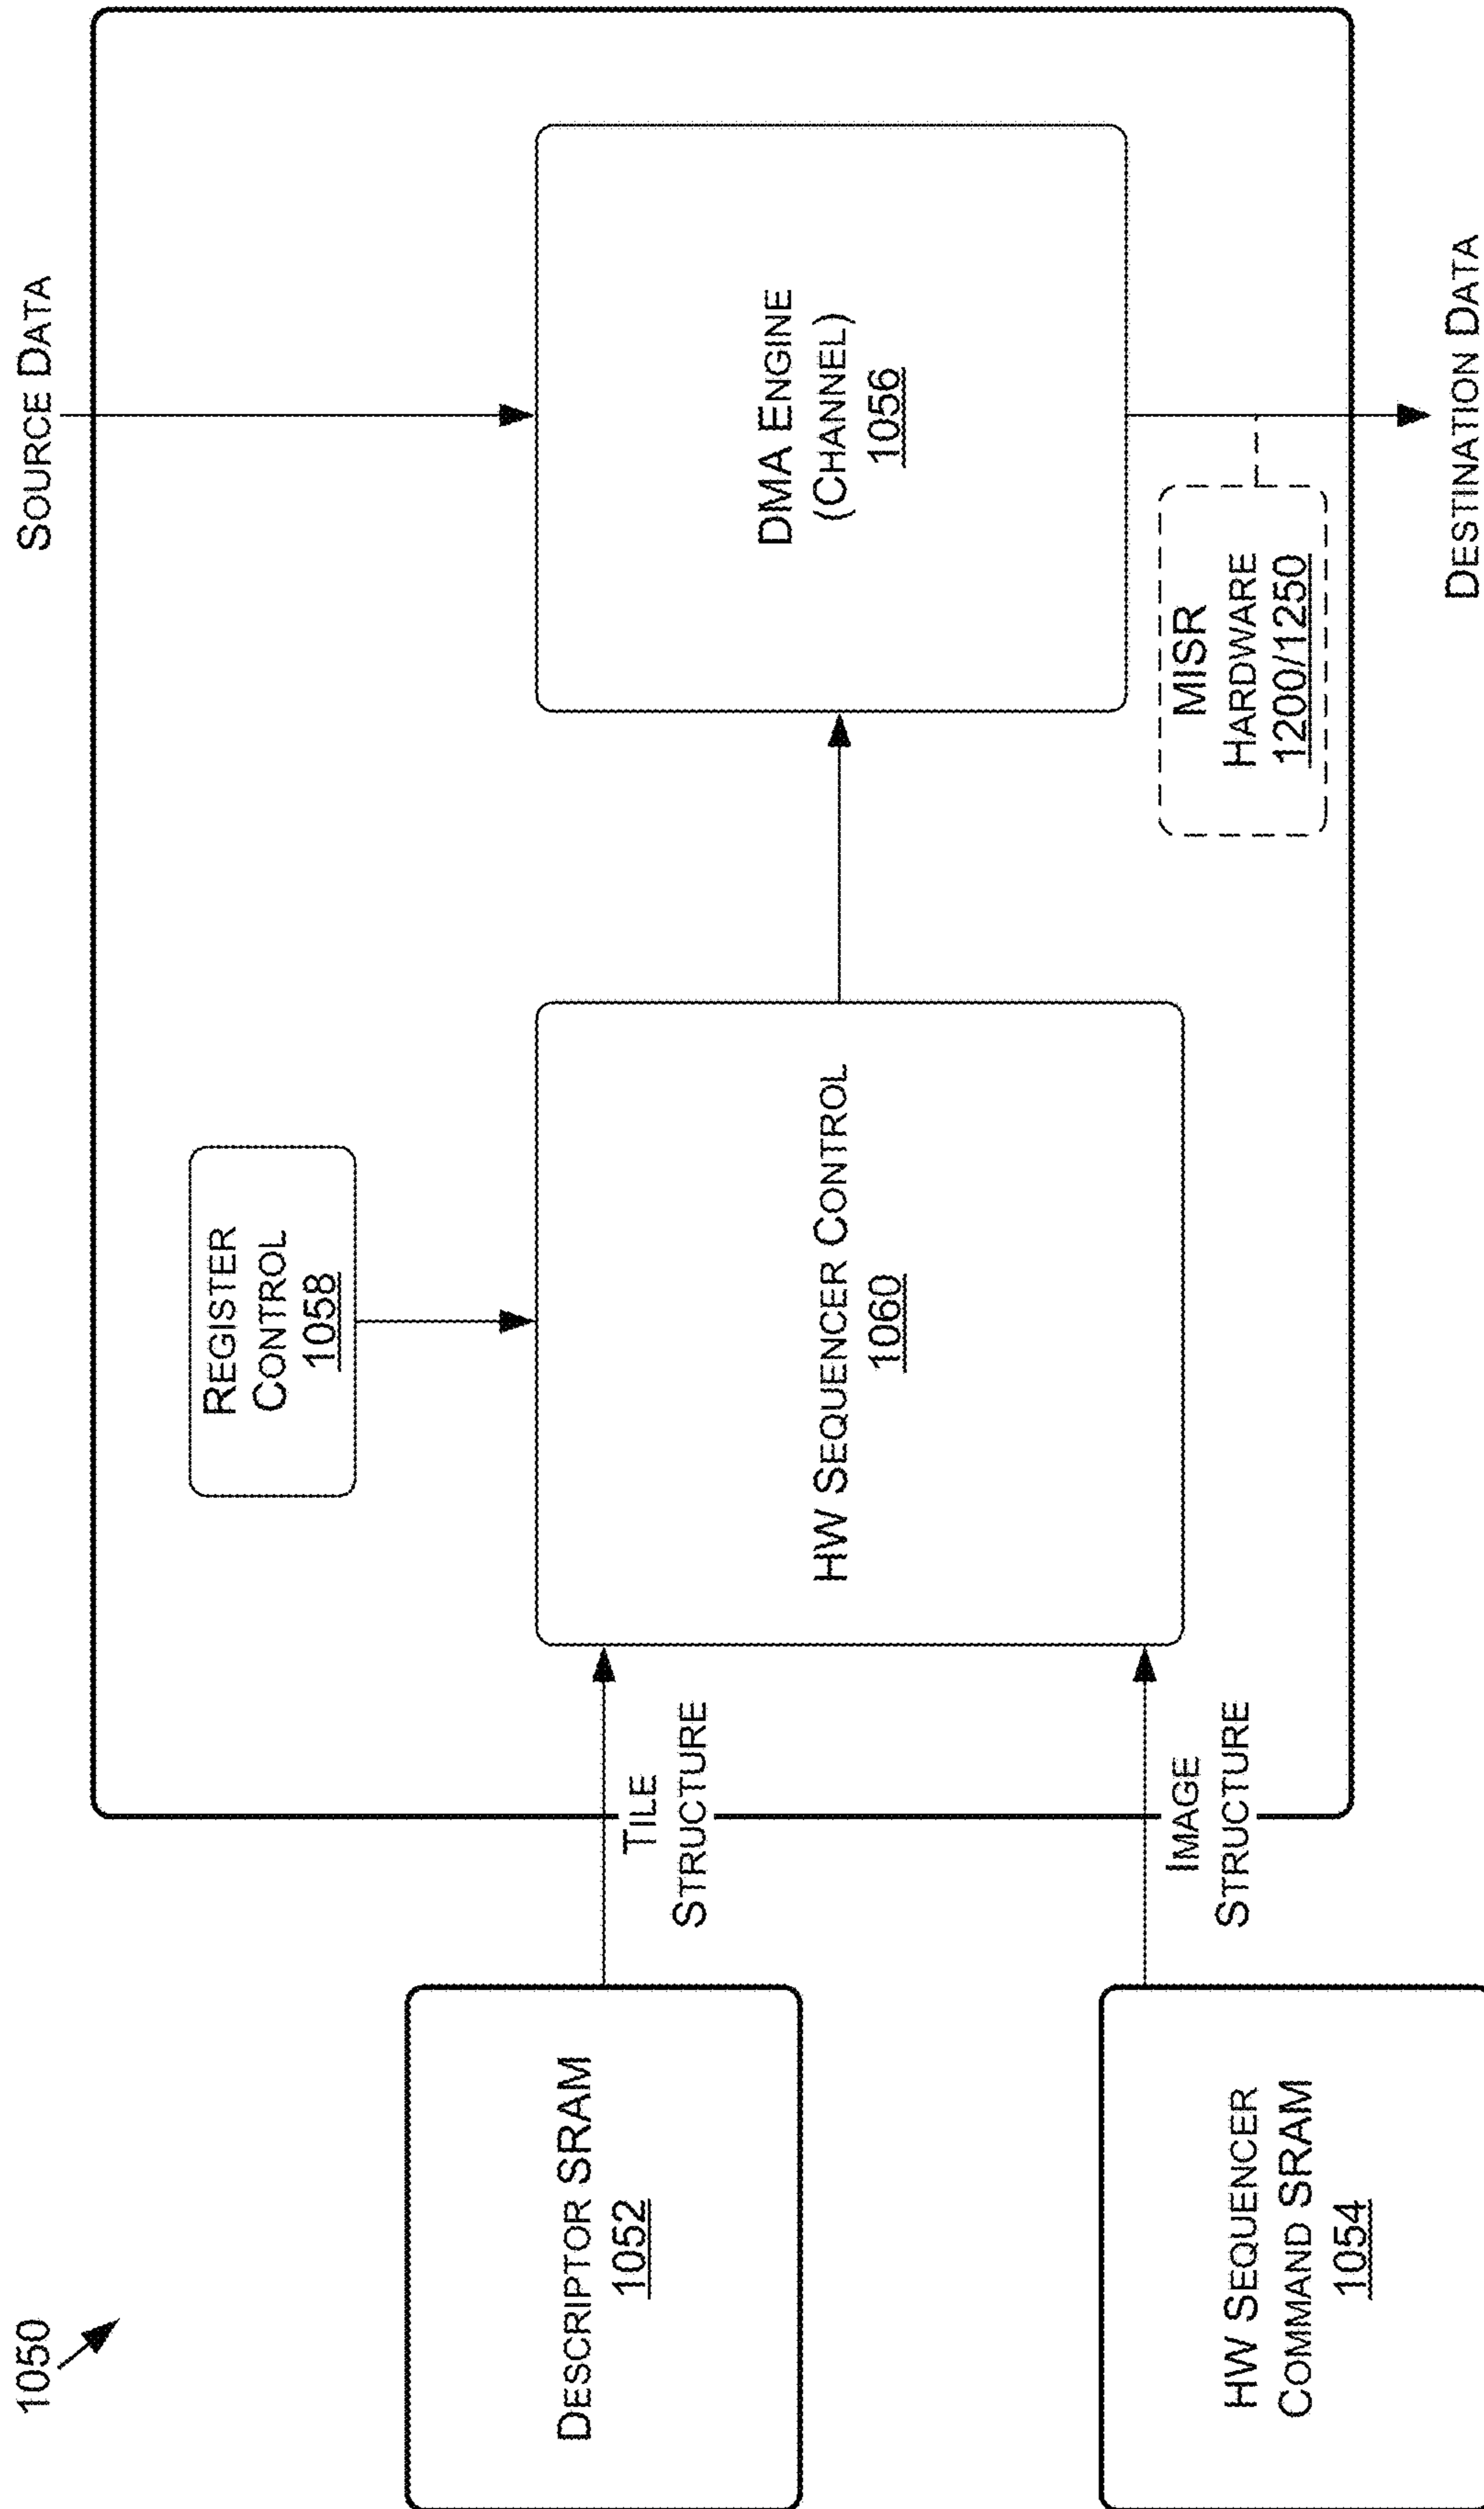 1050
SOURCE DATA
REGISTER
CONTROL
1058
DESCRIPTOR SRAM
1052
TILE
STRUCTURE
HW SEQUENCER CONTROL
1060
DMA ENGINE
(CHANNEL)
1056
HW SEQUENCER
COMMAND SRAM
1054
IMAGE
STRUCTURE
MISR
HARDWARE
1200/1250
DESTINATION DATA